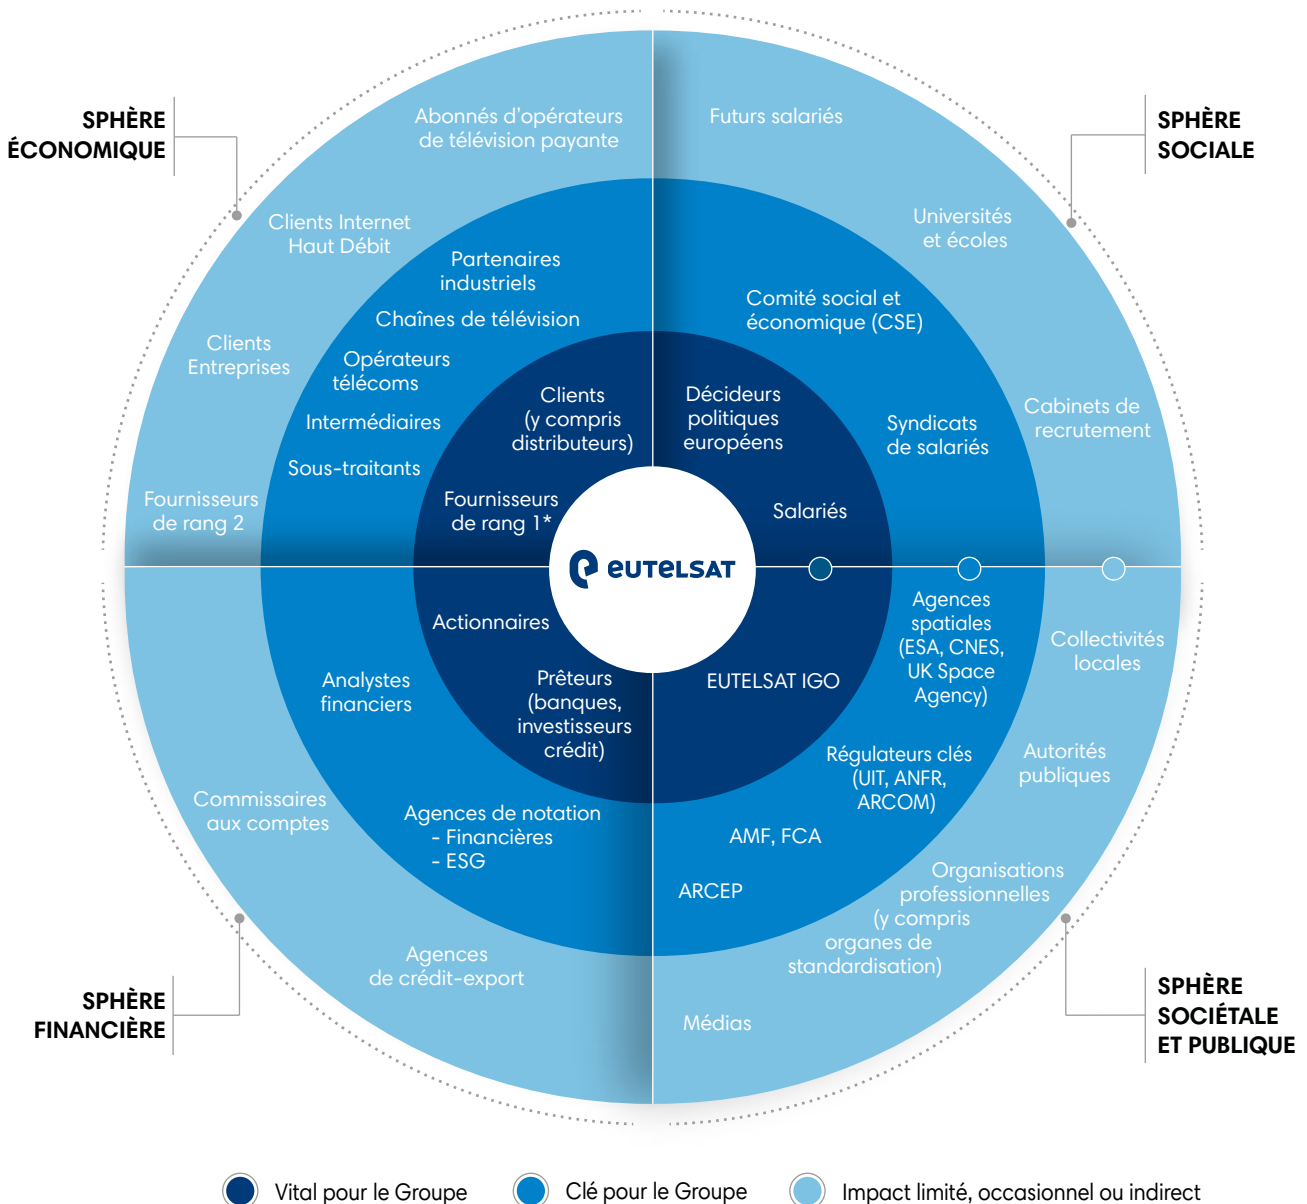 SPHÈRE
ÉCONOMIQUE
Abonnés d'opérateurs
de télévision payante
Clients Internet
Haut Débit
Clients
Entreprises
Fournisseurs
de rang 2
Partenaires
industriels
Chaînes de télévision
Opérateurs
télécoms
Intermédiaires
Sous-traitants
Clients
(y compris
distributeurs)
Fournisseurs
de rang 1*
SPHÈRE
SOCIALE
Futurs salariés
Universités
et écoles
Cabinets de
recrutement
Comité social et
économique (CSE)
Syndicats
de salariés
Décideurs
politiques
européens
Salariés
eutelsat
SPHÈRE
FINANCIÈRE
Actionnaires
Prêteurs
(banques,
investisseurs
crédit)
Analystes
financiers
Agences de notation
- Financières
- ESG
Commissaires
aux comptes
Agences
de crédit-export
SPHÈRE
SOCIÉTALE
ET PUBLIQUE
EUTELSAT IGO
Agences
spatiales
(ESA, CNES,
UK Space
Agency)
Régulateurs clés
(UIT, ANFR,
ARCOM)
AMF, FCA
ARCEP
Collectivités
locales
Autorités
publiques
Organisations
professionnelles
(y compris
organes de
standardisation)
Médias
Vital pour le Groupe
Clé pour le Groupe
Impact limité, occasionnel ou indirect